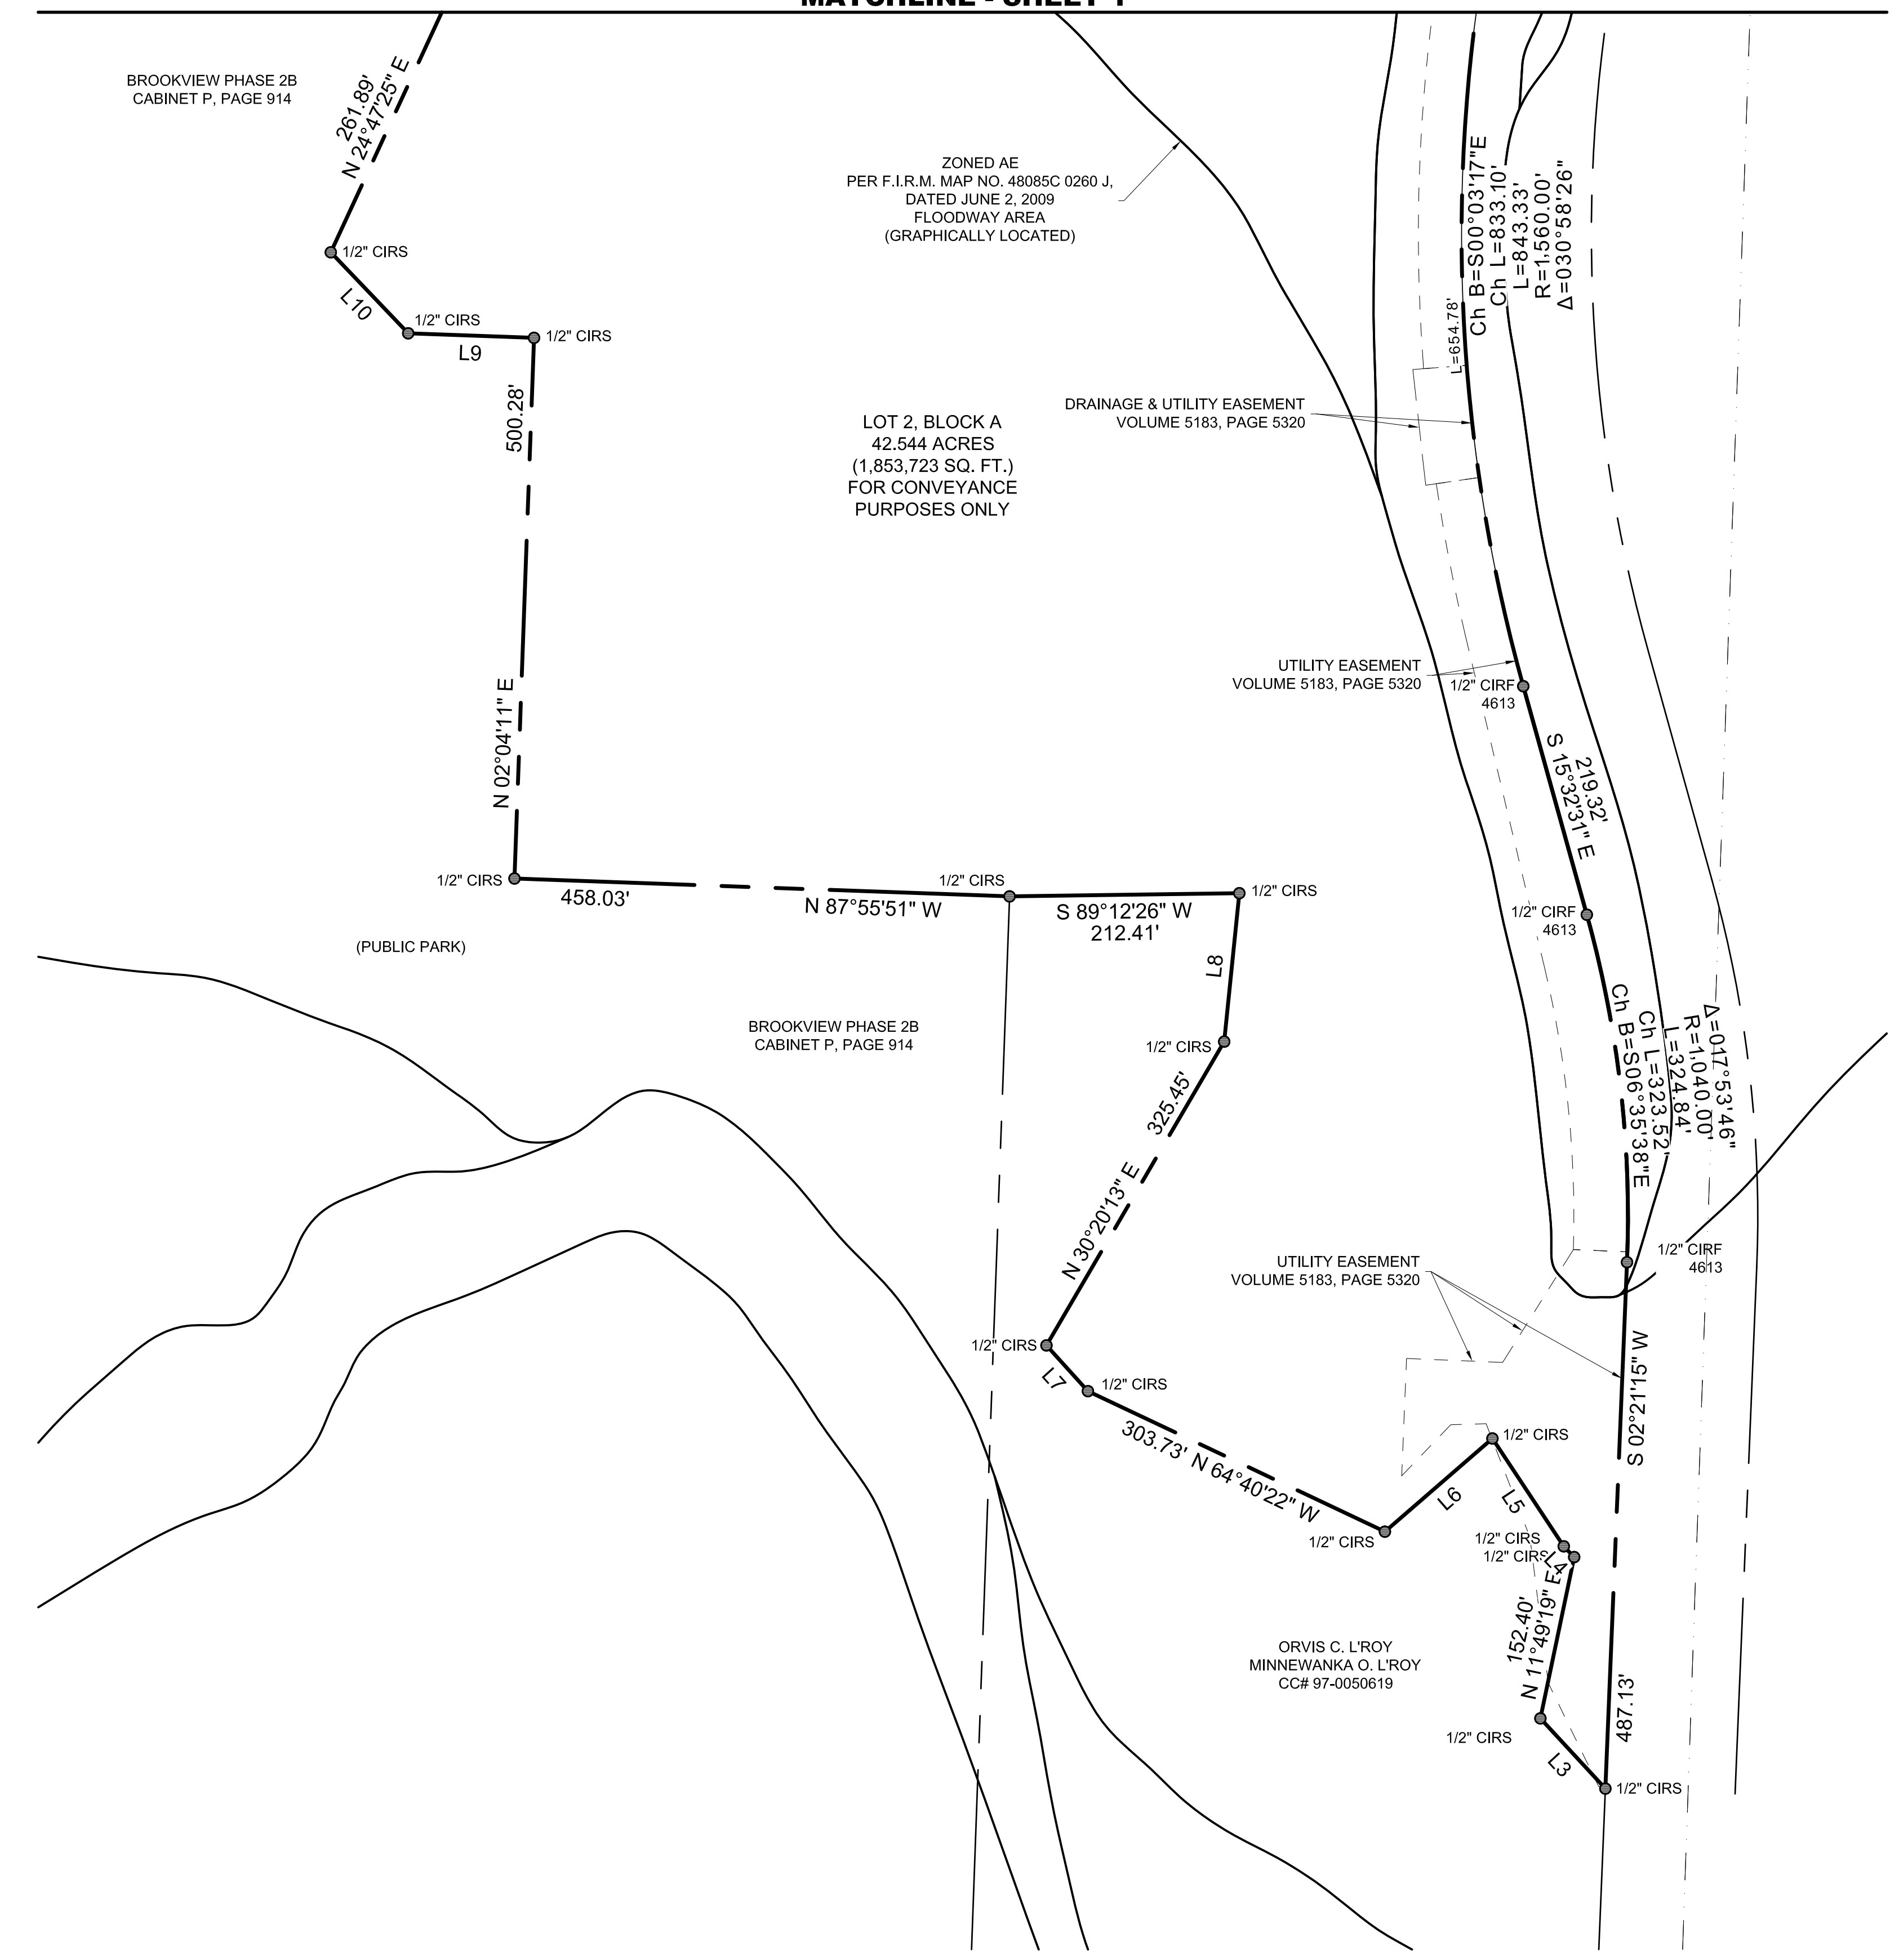 MATCHLINE - SHEET 1
BROOKVIEW PHASE 2B
CABINET P, PAGE 914
261.89'
N 24°47'25" E
ZONED AE
PER F.I.R.M. MAP NO. 48085C 0260 J,
DATED JUNE 2, 2009
FLOODWAY AREA
(GRAPHICALLY LOCATED)
Ch B=S00°03'17"E
Ch L=833.10'
L=843.33'
R=1,560.00'
Δ=030°58'26"
L=654.78'
1/2" CIRS
L10
1/2" CIRS
L9
1/2" CIRS
500.28'
N 02°04'11" E
LOT 2, BLOCK A
42.544 ACRES
(1,853,723 SQ. FT.)
FOR CONVEYANCE
PURPOSES ONLY
DRAINAGE & UTILITY EASEMENT
VOLUME 5183, PAGE 5320
UTILITY EASEMENT
VOLUME 5183, PAGE 5320
1/2" CIRF
4613
219.32'
S 15°32'31" E
1/2" CIRS
458.03'
N 87°55'51" W
1/2" CIRS
S 89°12'26" W
212.41'
1/2" CIRS
1/2" CIRF
4613
(PUBLIC PARK)
L8
BROOKVIEW PHASE 2B
CABINET P, PAGE 914
1/2" CIRS
Ch B=S06°35'38"E
Ch L=323.52'
L=324.84'
R=1,040.00'
Δ=017°53'46"
325.45'
N 30°20'13" E
UTILITY EASEMENT
VOLUME 5183, PAGE 5320
1/2" CIRF
4613
1/2" CIRS
L7
1/2" CIRS
303.73' N 64°40'22" W
S 02°21'15" W
1/2" CIRS
L6
L5
1/2" CIRS
1/2" CIRS
1/2" CIRS
L4
152.40'
N 11°49'19" E
ORVIS C. L'ROY
MINNEWANKA O. L'ROY
CC# 97-0050619
487.13'
1/2" CIRS
L3
1/2" CIRS